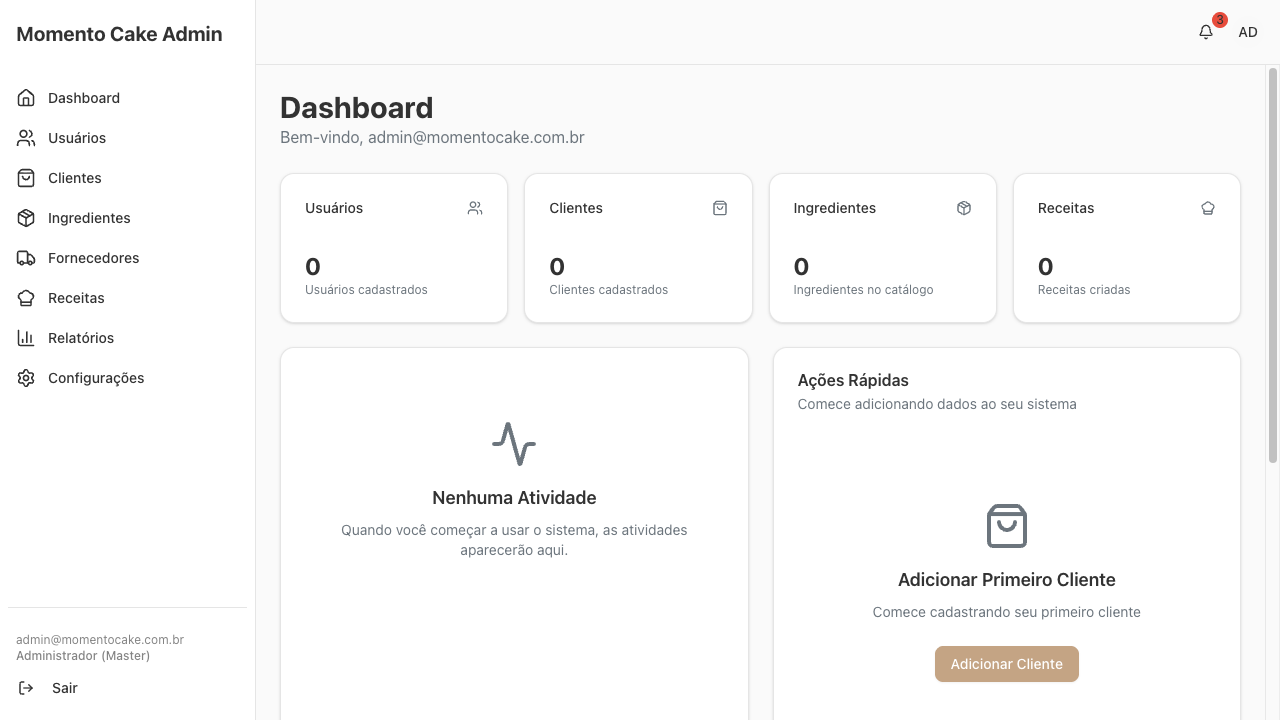 Momento Cake Admin
Dashboard
Usuários
Clientes
Ingredientes
Fornecedores
Receitas
Relatórios
Configurações
admin@momentocake.com.br
Administrador (Master)
Sair
3
AD
Dashboard
Bem-vindo, admin@momentocake.com.br
Usuários
0
Usuários cadastrados
Clientes
0
Clientes cadastrados
Ingredientes
0
Ingredientes no catálogo
Receitas
0
Receitas criadas
Nenhuma Atividade
Quando você começar a usar o sistema, as atividades
aparecerão aqui.
Ações Rápidas
Comece adicionando dados ao seu sistema
Adicionar Primeiro Cliente
Comece cadastrando seu primeiro cliente
Adicionar Cliente